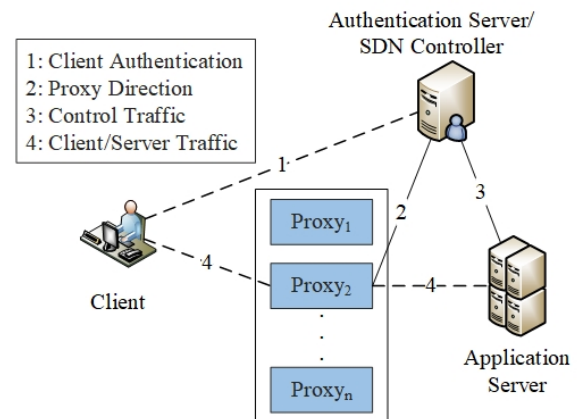 Authentication Server/
SDN Controller
1: Client Authentication
2: Proxy Direction
3: Control Traffic
4: Client/Server Traffic
1
2
3
Proxy₁
4
Proxy₂
4
Client
Application
Server
Proxyₙ